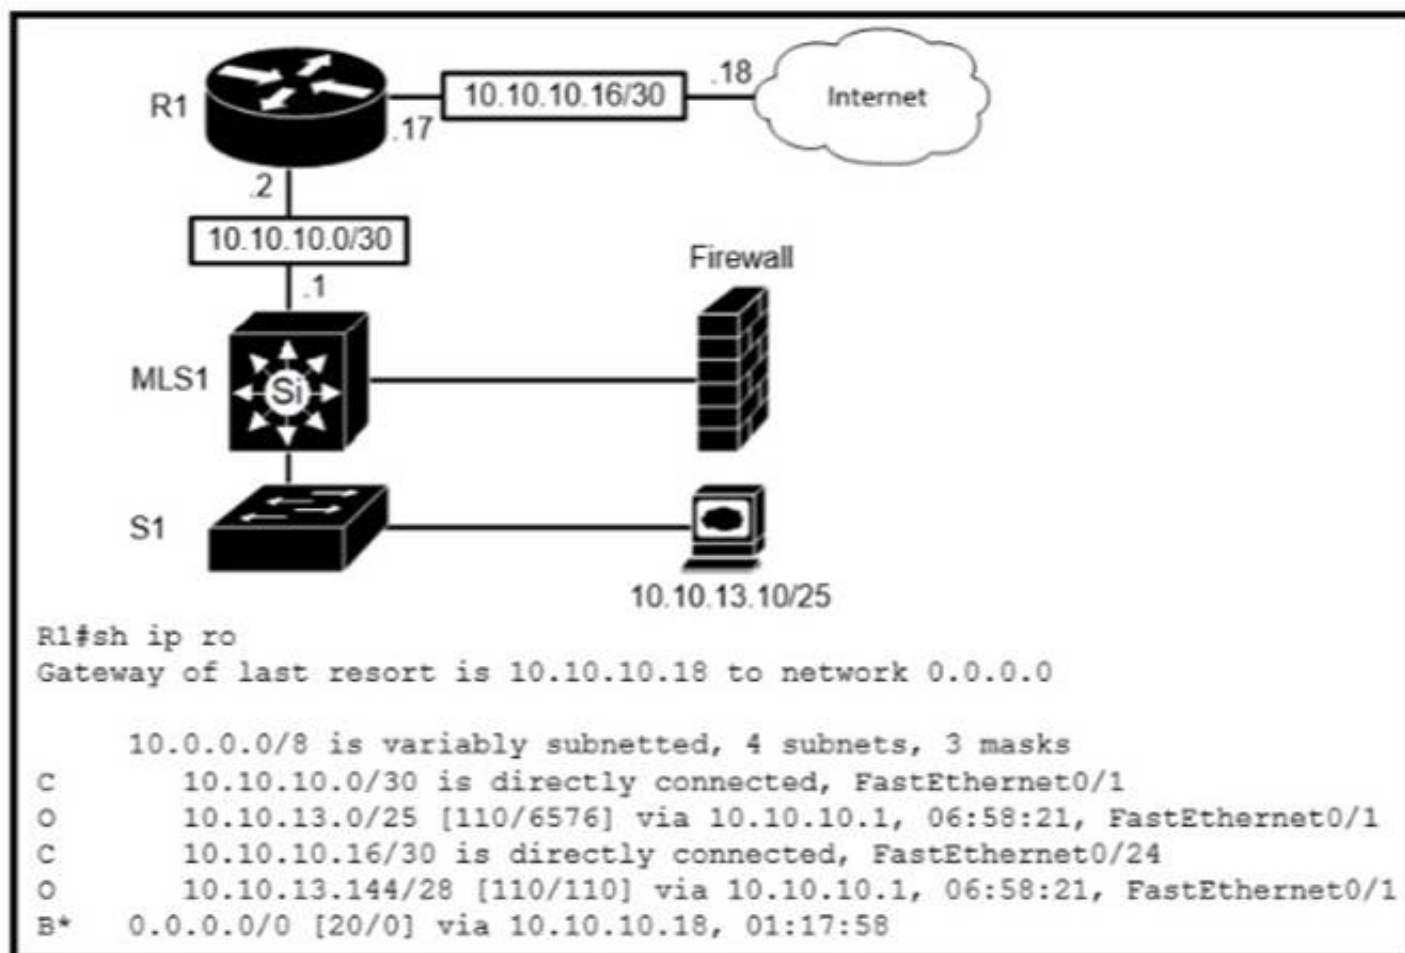 R1
10.10.10.16/30
.18
Internet
.17
.2
10.10.10.0/30
.1
Firewall
MLS1
Si
S1
10.10.13.10/25
R1#sh ip ro
Gateway of last resort is 10.10.10.18 to network 0.0.0.0
10.0.0.0/8 is variably subnetted, 4 subnets, 3 masks
C 10.10.10.0/30 is directly connected, FastEthernet0/1
O 10.10.13.0/25 [110/6576] via 10.10.10.1, 06:58:21, FastEthernet0/1
C 10.10.10.16/30 is directly connected, FastEthernet0/24
O 10.10.13.144/28 [110/110] via 10.10.10.1, 06:58:21, FastEthernet0/1
B* 0.0.0.0/0 [20/0] via 10.10.10.18, 01:17:58